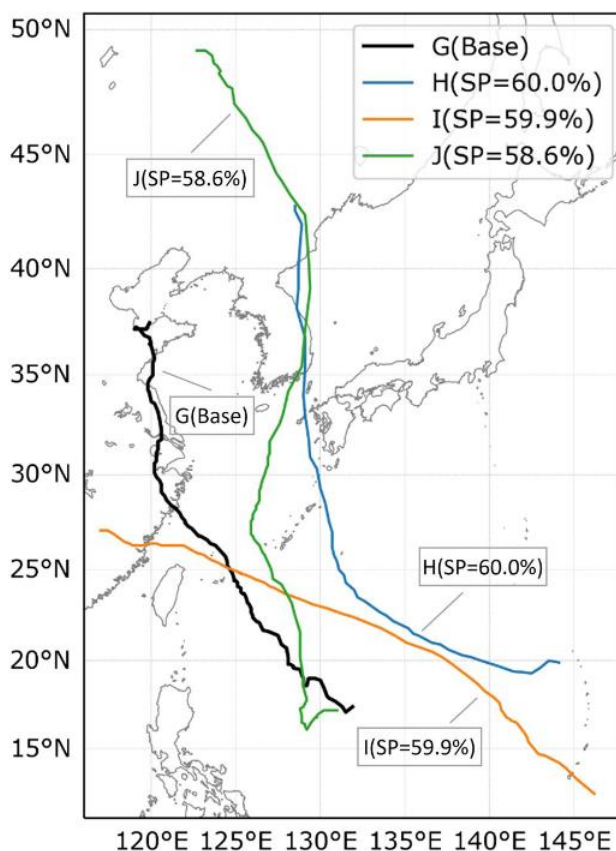 50°N
45°N
40°N
35°N
30°N
25°N
20°N
15°N
G(Base)
H(SP=60.0%)
I(SP=59.9%)
J(SP=58.6%)
J(SP=58.6%)
G(Base)
H(SP=60.0%)
I(SP=59.9%)
120°E 125°E 130°E 135°E 140°E 145°E